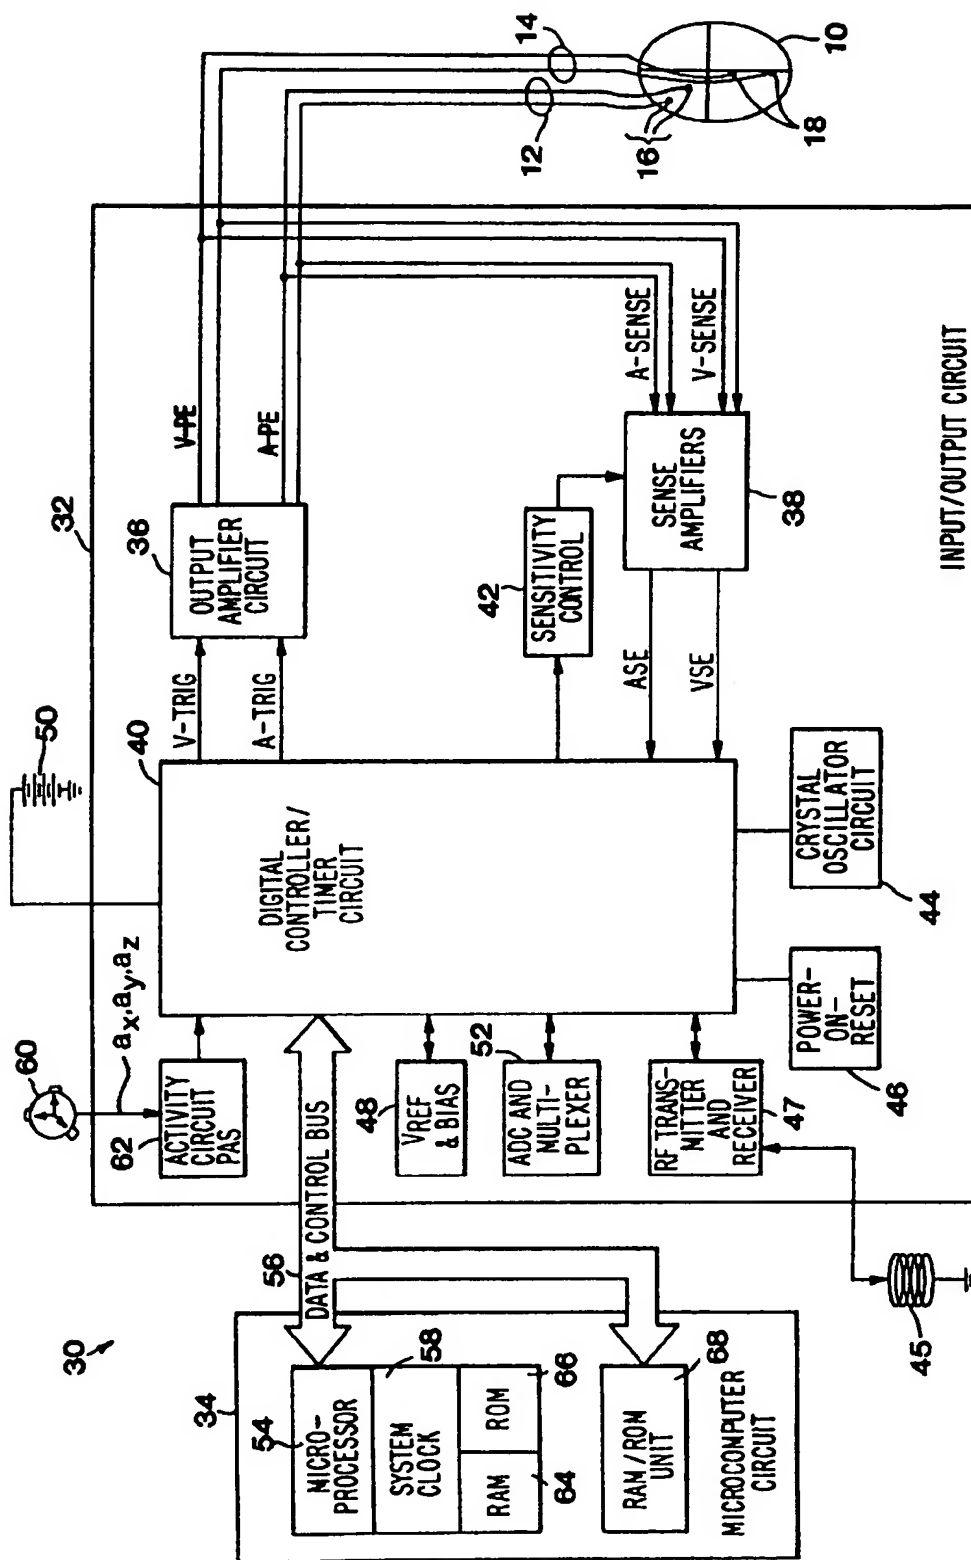 30
34
54
MICRO-
PROCESSOR
58
SYSTEM
CLOCK
RAM
ROM
64
66
RAM/ROM
UNIT
68
MICROCOMPUTER
CIRCUIT
56
DATA & CONTROL BUS
45
60
ax,ay,az
62
ACTIVITY
CIRCUIT
PAS
48
VREF
& BIAS
52
ADC AND
MULTI-
PLEXER
RF TRANS-
MITTER
AND
RECEIVER
47
POWER-
ON-
RESET
46
CRYSTAL
OSCILLATOR
CIRCUIT
44
50
32
40
DIGITAL
CONTROLLER/
TIMER
CIRCUIT
V-TRIG
A-TRIG
36
OUTPUT
AMPLIFIER
CIRCUIT
V-PE
A-PE
42
SENSITIVITY
CONTROL
ASE
VSE
SENSE
AMPLIFIERS
38
A-SENSE
V-SENSE
INPUT/OUTPUT CIRCUIT
14
12
16
10
18